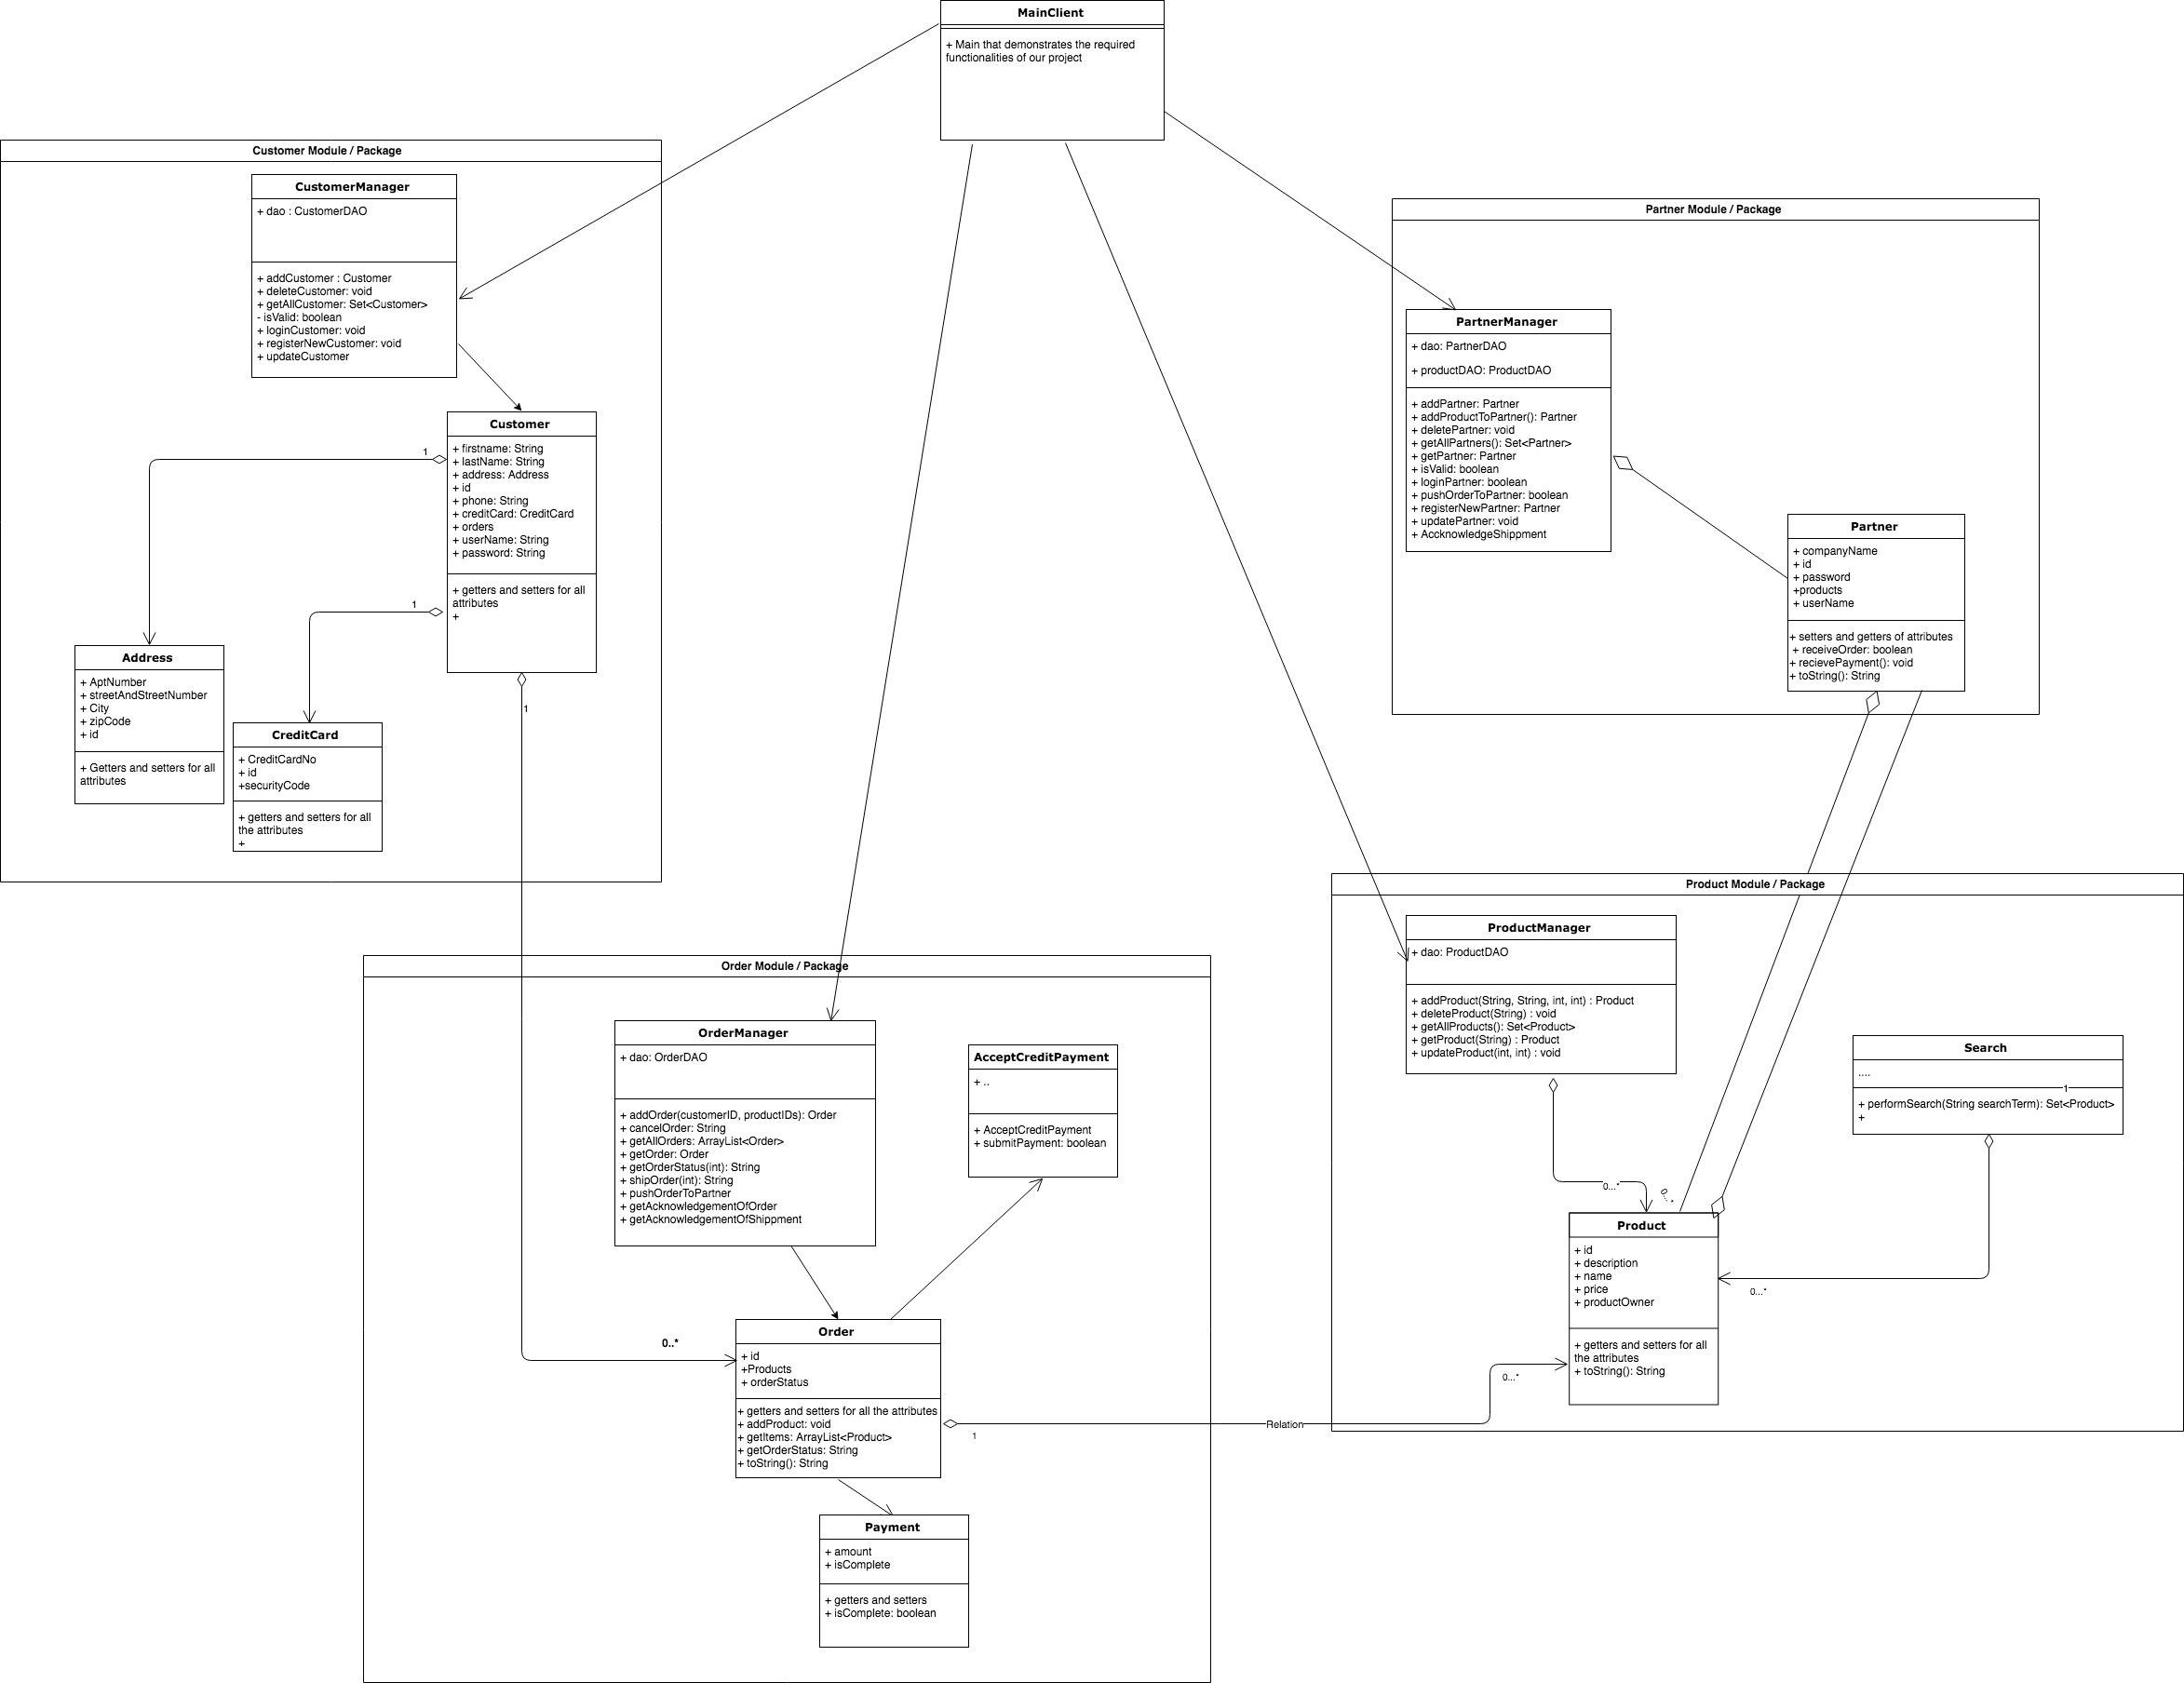 MainClient
+ Main that demonstrates the required
functionalities of our project
Customer Module / Package
CustomerManager
+ dao : CustomerDAO
+ addCustomer : Customer
+ deleteCustomer: void
+ getAllCustomer: Set<Customer>
- isValid: boolean
+ loginCustomer: void
+ registerNewCustomer: void
+ updateCustomer
Customer
+ firstname: String
+ lastName: String
+ address: Address
+ id
+ phone: String
+ creditCard: CreditCard
+ orders
+ userName: String
+ password: String
+ getters and setters for all
attributes
+
1
1
1
Address
+ AptNumber
+ streetAndStreetNumber
+ City
+ zipCode
+ id
+ Getters and setters for all
attributes
CreditCard
+ CreditCardNo
+ id
+securityCode
+ getters and setters for all
the attributes
+
Partner Module / Package
PartnerManager
+ dao: PartnerDAO
+ productDAO: ProductDAO
+ addPartner: Partner
+ addProductToPartner(): Partner
+ deletePartner: void
+ getAllPartners(): Set<Partner>
+ getPartner: Partner
+ isValid: boolean
+ loginPartner: boolean
+ pushOrderToPartner: boolean
+ registerNewPartner: Partner
+ updatePartner: void
+ AccknowledgeShippment
Partner
+ companyName
+ id
+ password
+products
+ userName
+ setters and getters of attributes
+ receiveOrder: boolean
+ recievePayment(): void
+ toString(): String
Order Module / Package
OrderManager
+ dao: OrderDAO
+ addOrder(customerID, productIDs): Order
+ cancelOrder: String
+ getAllOrders: ArrayList<Order>
+ getOrder: Order
+ getOrderStatus(int): String
+ shipOrder(int): String
+ pushOrderToPartner
+ getAcknowledgementOfOrder
+ getAcknowledgementOfShippment
AcceptCreditPayment
+ ..
+ AcceptCreditPayment
+ submitPayment: boolean
0..*
Order
+ id
+Products
+ orderStatus
+ getters and setters for all the attributes
+ addProduct: void
+ getItems: ArrayList<Product>
+ getOrderStatus: String
+ toString(): String
1
Relation
0...*
Payment
+ amount
+ isComplete
+ getters and setters
+ isComplete: boolean
Product Module / Package
ProductManager
+ dao: ProductDAO
+ addProduct(String, String, int, int) : Product
+ deleteProduct(String) : void
+ getAllProducts(): Set<Product>
+ getProduct(String) : Product
+ updateProduct(int, int) : void
Search
....
1
+ performSearch(String searchTerm): Set<Product>
+
0...*
0...*
Product
+ id
+ description
+ name
+ price
+ productOwner
+ getters and setters for all
the attributes
+ toString(): String
0...*